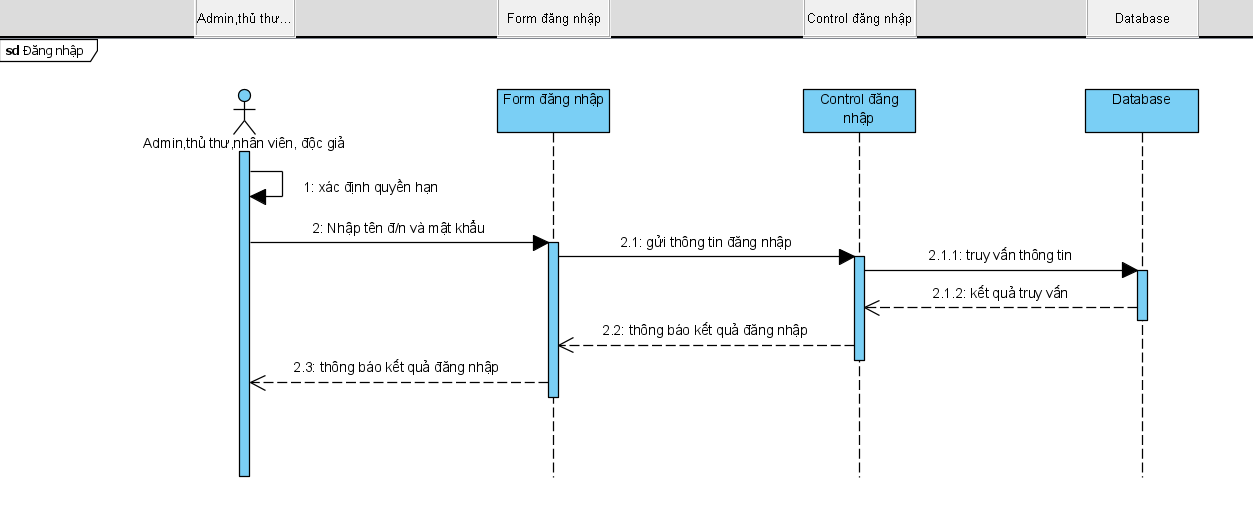 Admin,thủ thư...
Form đăng nhập
Control đăng nhập
Database
sd Đăng nhập
Form đăng nhập
Control đăng
nhập
Database
Admin,thủ thư,nhân viên, độc giả
1: xác định quyền hạn
2: Nhập tên đ/n và mật khẩu
2.1: gửi thông tin đăng nhập
2.1.1: truy vấn thông tin
2.1.2: kết quả truy vấn
2.2: thông báo kết quả đăng nhập
2.3: thông báo kết quả đăng nhập